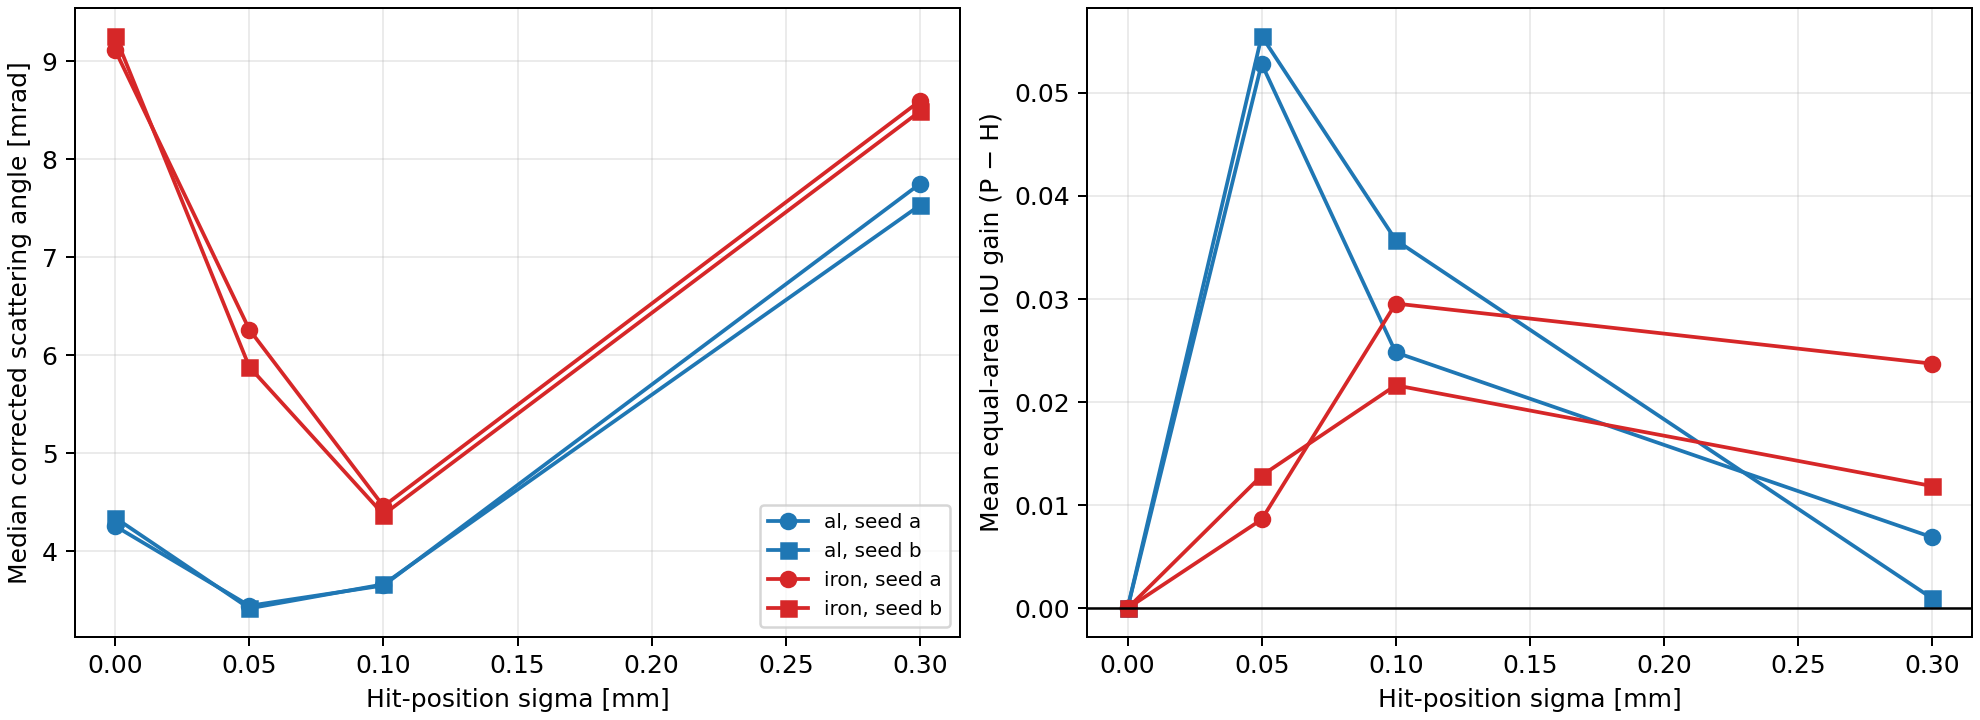 Median corrected scattering angle [mrad]
9
8
7
6
5
4
0.00 0.05 0.10 0.15 0.20 0.25 0.30
Hit-position sigma [mm]
al, seed a
al, seed b
iron, seed a
iron, seed b
Mean equal-area IoU gain (P − H)
0.05
0.04
0.03
0.02
0.01
0.00
0.00 0.05 0.10 0.15 0.20 0.25 0.30
Hit-position sigma [mm]